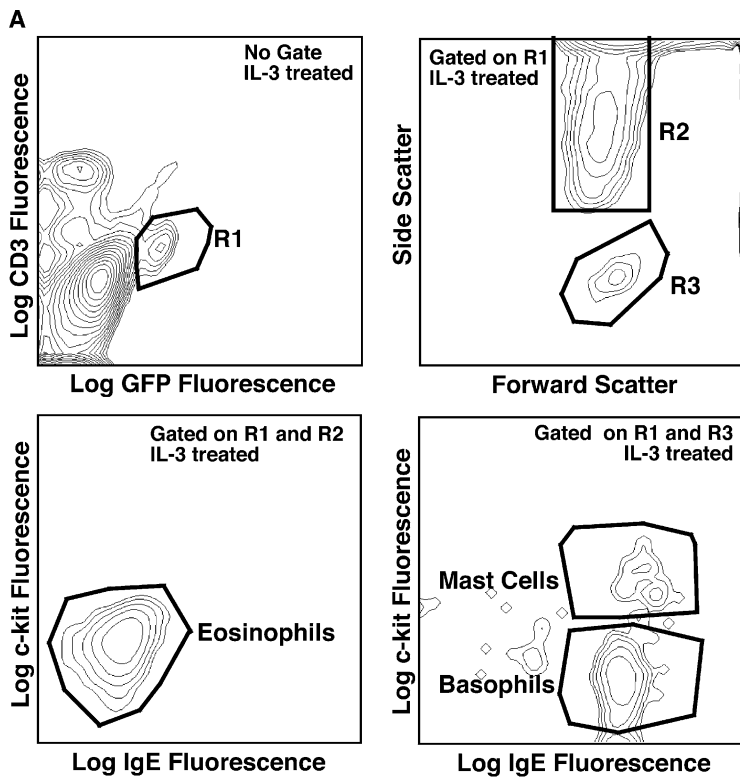 A
No Gate
IL-3 treated
R1
Log CD3 Fluorescence
Log GFP Fluorescence
Gated on R1
IL-3 treated
R2
R3
Side Scatter
Forward Scatter
Gated on R1 and R2
IL-3 treated
Eosinophils
Log c-kit Fluorescence
Log IgE Fluorescence
Gated on R1 and R3
IL-3 treated
Mast Cells
Basophils
Log c-kit Fluorescence
Log IgE Fluorescence